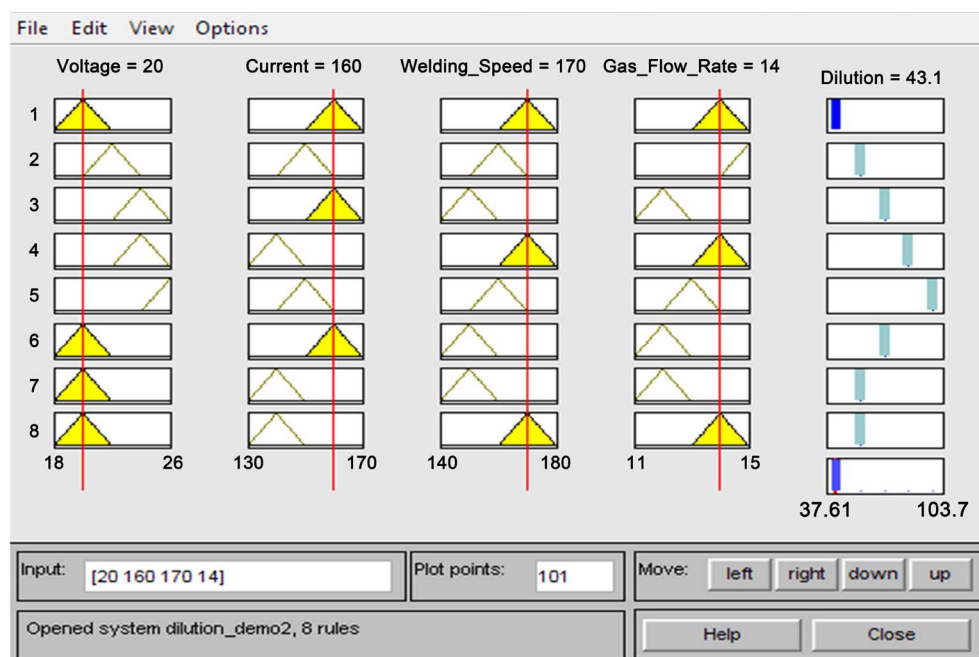 File Edit View Options
Voltage = 20 Current = 160 Welding_Speed = 170 Gas_Flow_Rate = 14 Dilution = 43.1
1
2
3
4
5
6
7
8
18 26 130 170 140 180 11 15
37.61 103.7
Input: [20 160 170 14] Plot points: 101 Move: left right down up
Opened system dilution_demo2, 8 rules Help Close